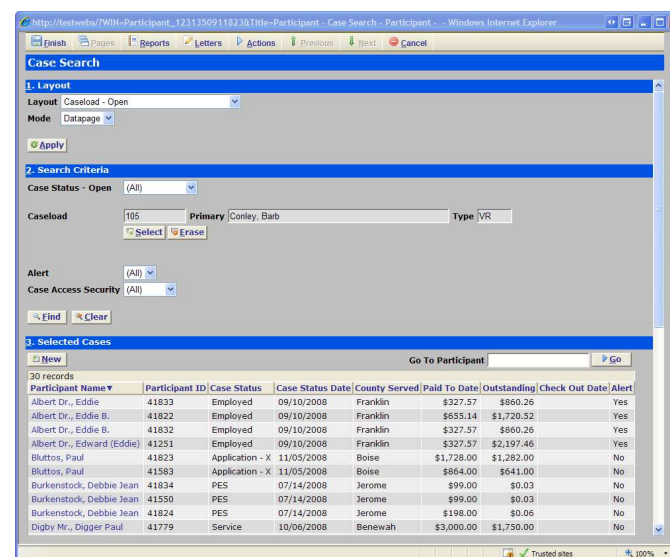 http://testwebs/?WIN=Participant_1231350911823&Title=Participant - Case Search - Participant - - Windows Internet Explorer
Finish Pages Reports Letters Actions Previous Next Cancel
Case Search
1. Layout
Layout Caseload - Open
Mode Datapage
Apply
2. Search Criteria
Case Status - Open (All)
Caseload 105 Primary Conley, Barb Type VR
Select Erase
Alert (All)
Case Access Security (All)
Find Clear
3. Selected Cases
New Go To Participant Go
30 records
Participant Name▼ Participant ID Case Status Case Status Date County Served Paid To Date Outstanding Check Out Date Alert
Albert Dr., Eddie 41833 Employed 09/10/2008 Franklin $327.57 $860.26 Yes
Albert Dr., Eddie B. 41822 Employed 09/10/2008 Franklin $655.14 $1,720.52 Yes
Albert Dr., Eddie B. 41832 Employed 09/10/2008 Franklin $327.57 $860.26 Yes
Albert Dr., Edward (Eddie) 41251 Employed 09/10/2008 Franklin $327.57 $2,197.46 Yes
Bluttos, Paul 41823 Application - X 11/05/2008 Boise $1,728.00 $1,282.00 No
Bluttos, Paul 41583 Application - X 11/05/2008 Boise $864.00 $641.00 No
Burkenstock, Debbie Jean 41834 PES 07/14/2008 Jerome $99.00 $0.03 No
Burkenstock, Debbie Jean 41550 PES 07/14/2008 Jerome $99.00 $0.03 No
Burkenstock, Debbie Jean 41824 PES 07/14/2008 Jerome $198.00 $0.06 No
Digby Mr., Digger Paul 41779 Service 10/06/2008 Benewah $3,000.00 $1,750.00 No
Trusted sites 100%